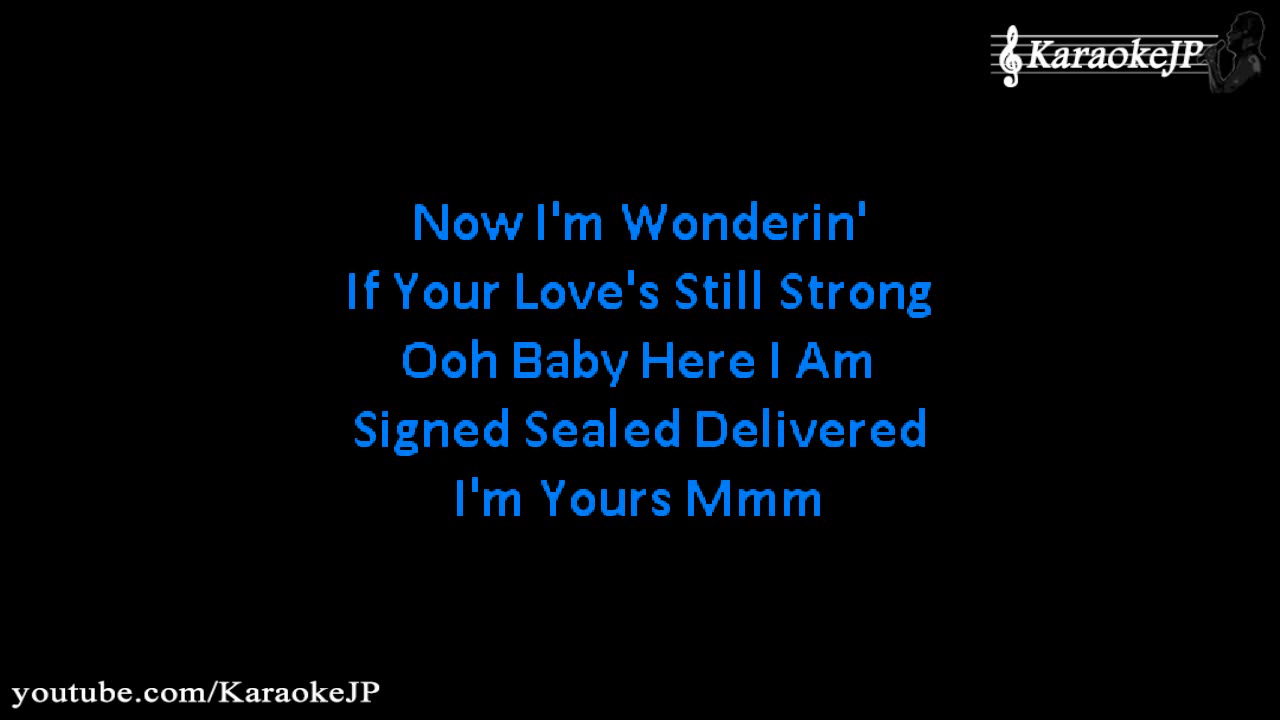 KaraokeJP
Now I'm Wonderin'
If Your Love's Still Strong
Ooh Baby Here I Am
Signed Sealed Delivered
I'm Yours Mmm
youtube.com/KaraokeJP